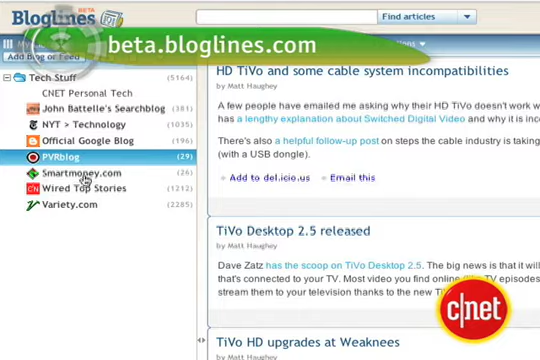 Bloglines BETA
Find articles
beta.bloglines.com
Add Blog or Feed
Tech Stuff (5164)
CNET Personal Tech
John Battelle's Searchblog (381)
NYT > Technology (1035)
Official Google Blog (196)
PVRblog (29)
Smartmoney.com (26)
Wired Top Stories (1212)
Variety.com (2285)
HD TiVo and some cable system incompatibilities
by Matt Haughey
A few people have emailed me asking why their HD TiVo doesn't work w
has a lengthy explanation about Switched Digital Video and why it is inc
There's also a helpful follow-up post on steps the cable industry is taking
(with a USB dongle).
Add to del.icio.us Email this
TiVo Desktop 2.5 released
by Matt Haughey
Dave Zatz has the scoop on TiVo Desktop 2.5. The big news is that it will
that's connected to your TV. Most video you find online
episodes
stream them to your television thanks to the new Ti
c|net
TiVo HD upgrades at Weaknees
by Matt Haughey